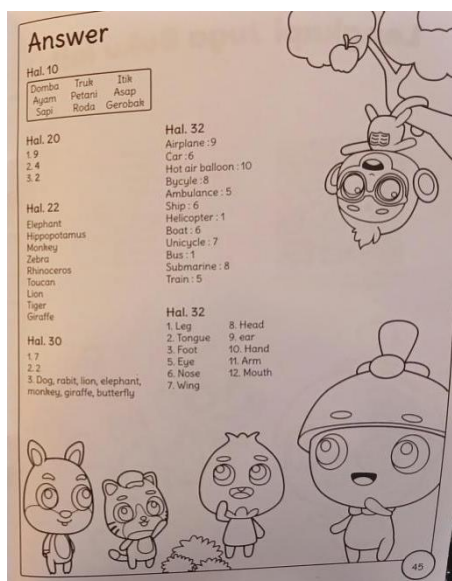 Answer
Hal. 10
Domba Truk Itik
Ayam Petani Asap
Sapi Roda Gerobak
Hal. 20
1. 9
2. 4
3. 2
Hal. 22
Elephant
Hippopotamus
Monkey
Zebra
Rhinoceros
Toucan
Lion
Tiger
Giraffe
Hal. 30
1. 7
2. 2
3. Dog, rabit, lion, elephant,
monkey, giraffe, butterfly
Hal. 32
Airplane : 9
Car : 6
Hot air balloon : 10
Bycyle : 8
Ambulance : 5
Ship : 6
Helicopter : 1
Boat : 6
Unicycle : 7
Bus : 1
Submarine : 8
Train : 5
Hal. 32
1. Leg 8. Head
2. Tongue 9. ear
3. Foot 10. Hand
5. Eye 11. Arm
6. Nose 12. Mouth
7. Wing
45